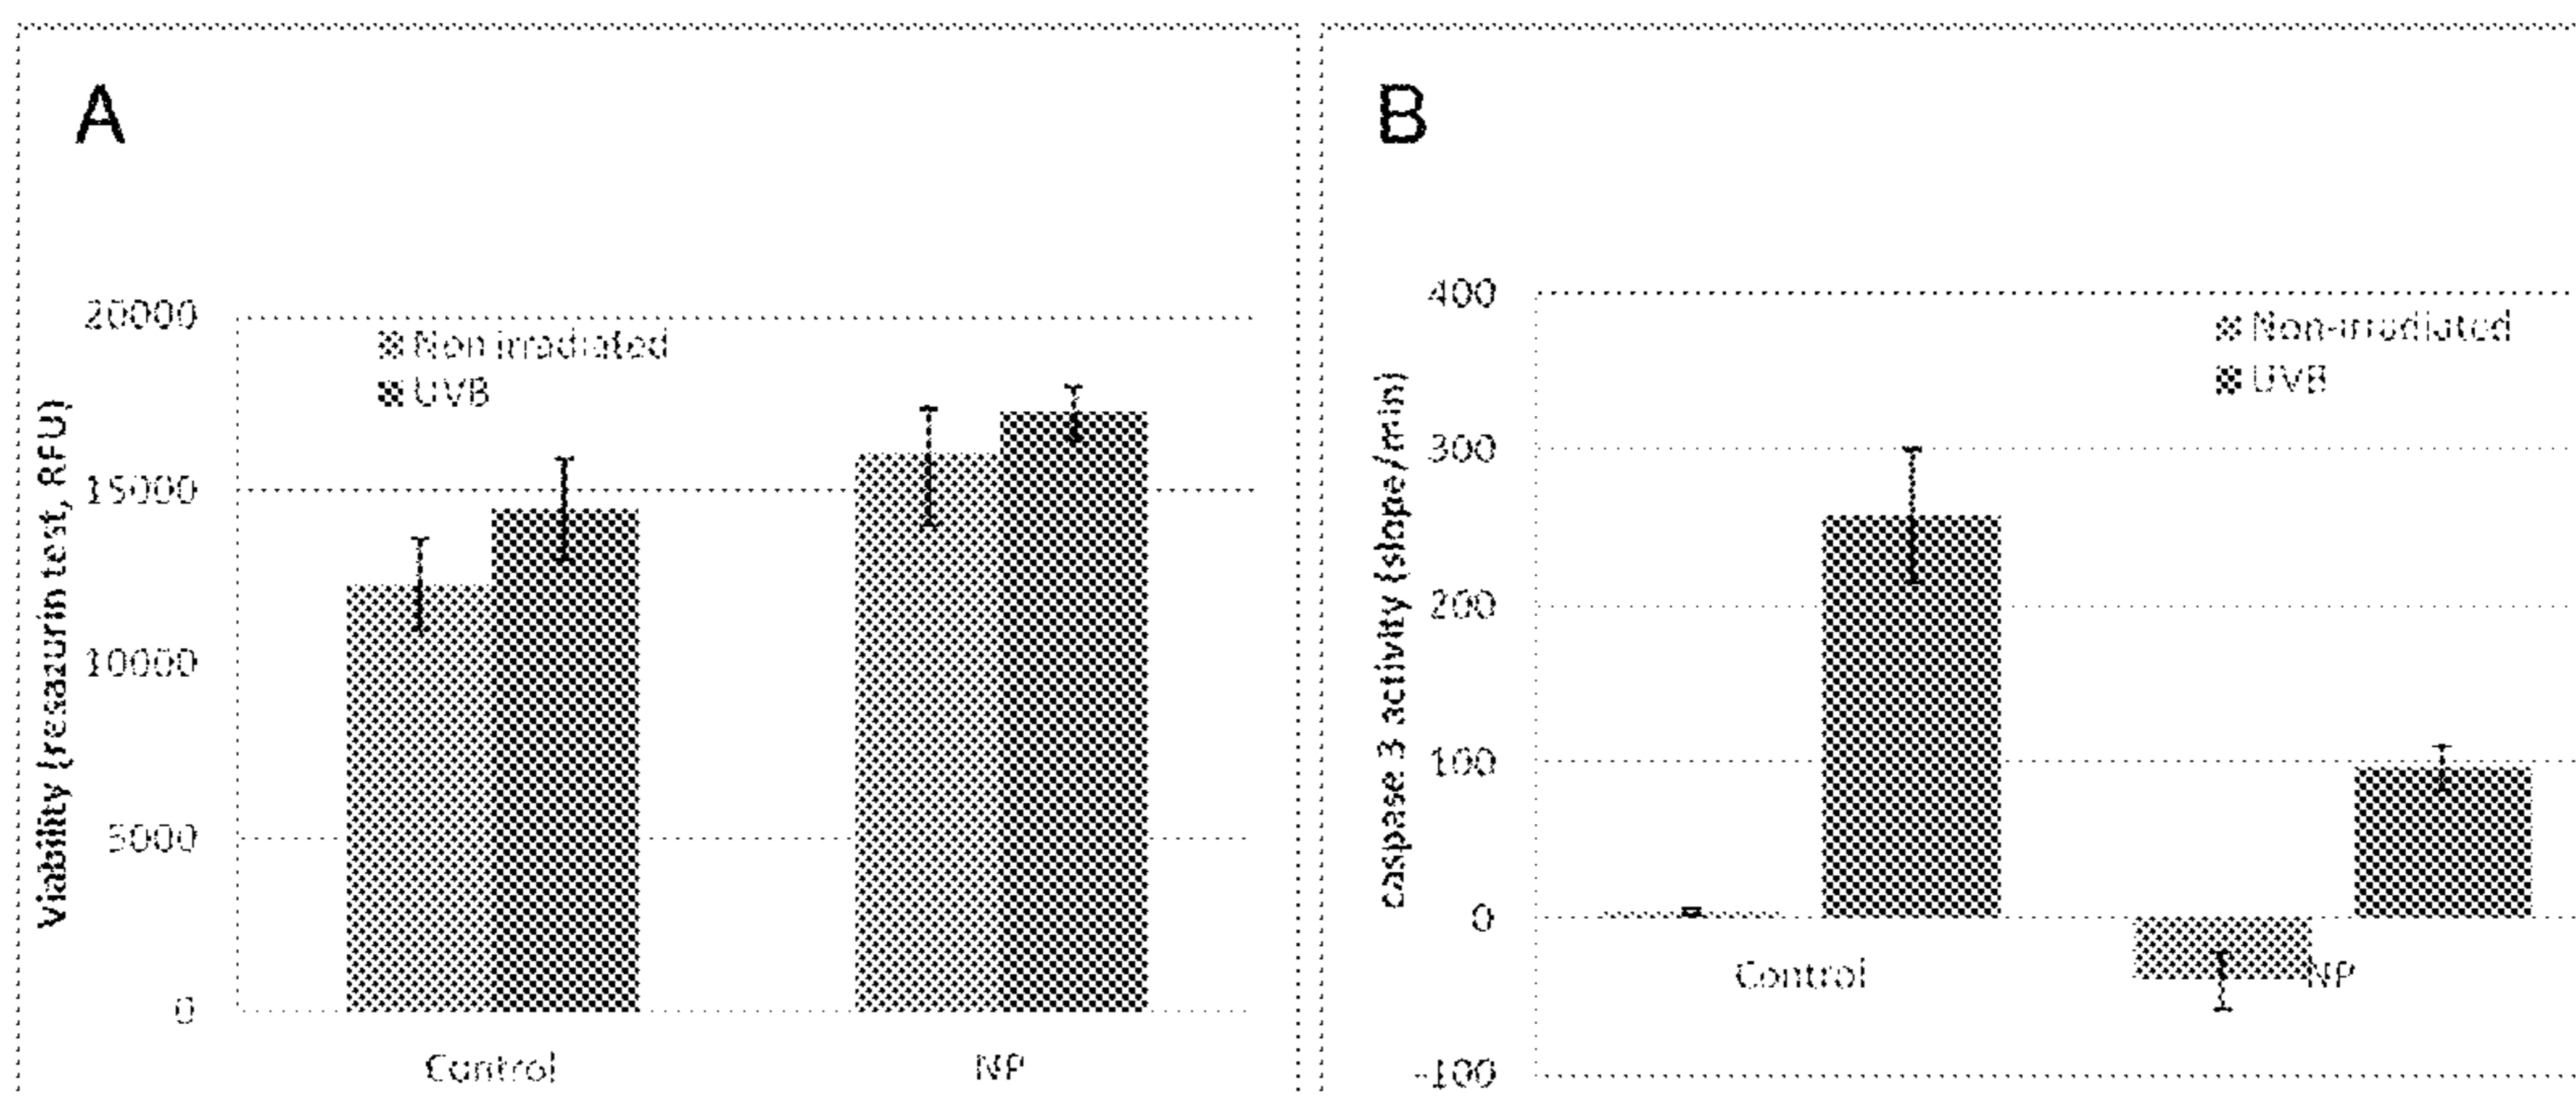 A
20000
Non irradiated
UVB
15000
10000
5000
0
Viability (resazurin test, RFU)
Control
NP
B
400
Non-irradiated
UVB
300
200
100
0
-100
caspase 3 activity (slope/min)
Control
NP